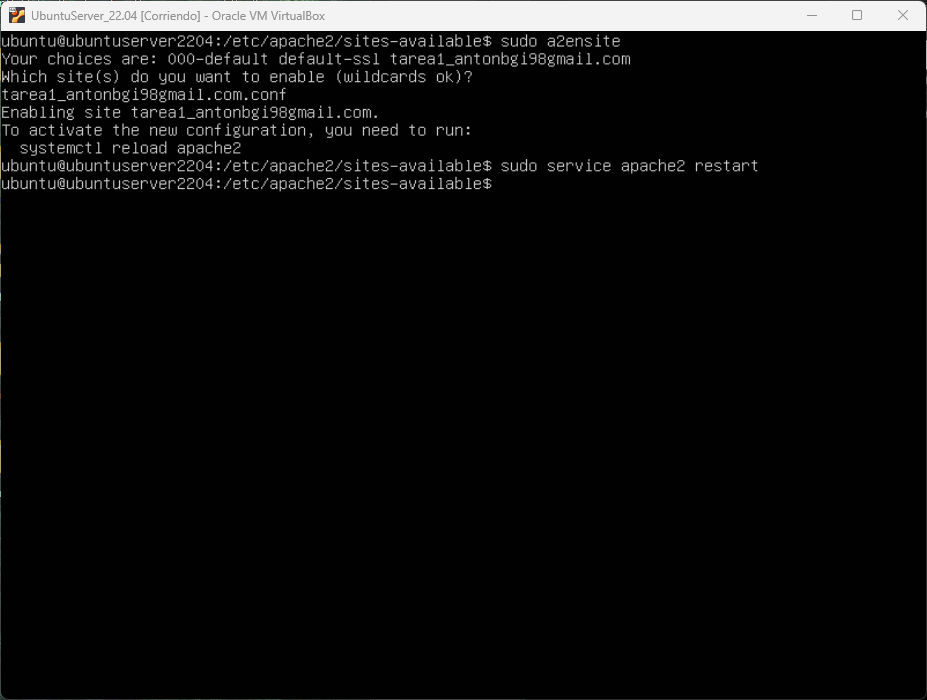 UbuntuServer_22.04 [Corriendo] - Oracle VM VirtualBox
ubuntu@ubuntuserver2204:/etc/apache2/sites-available$ sudo a2ensite
Your choices are: 000-default default-ssl tarea1_antonbgi98gmail.com
Which site(s) do you want to enable (wildcards ok)?
tarea1_antonbgi98gmail.com.conf
Enabling site tarea1_antonbgi98gmail.com.
To activate the new configuration, you need to run:
  systemctl reload apache2
ubuntu@ubuntuserver2204:/etc/apache2/sites-available$ sudo service apache2 restart
ubuntu@ubuntuserver2204:/etc/apache2/sites-available$